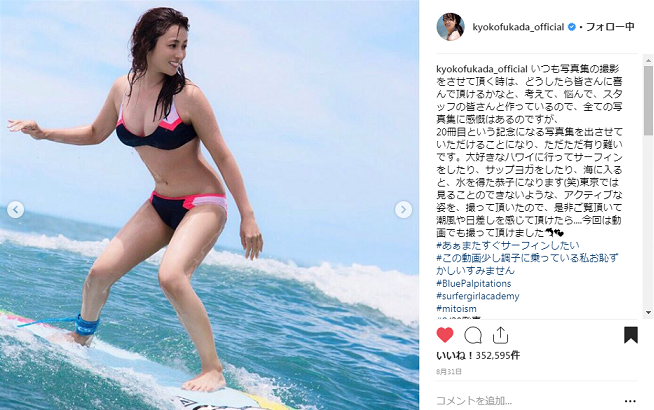 kyokofukada_official • フォロー中
kyokofukada_official いつも写真集の撮影
をさせて頂く時は、どうしたら皆さんに喜
んで頂けるかなと、考えて、悩んで、スタ
ッフの皆さんと作っているので、全ての写
真集に感慨はあるのですが、
20冊目という記念になる写真集を出させて
いただけることになり、ただただ有り難い
です。大好きなハワイに行ってサーフィン
をしたり、サップヨガをしたり、海に入る
と、水を得た恭子になります(笑)東京では
見ることのできないような、アクティブな
姿を、撮って頂いたので、是非ご覧頂いて
潮風や日差しを感じて頂けたら....今回は動
画でも撮って頂けました
#あぁまたすぐサーフィンしたい
#この動画少し調子に乗っている私お恥ず
かしいすみません
#BluePalpitations
#surfergirlacademy
#mitoism
いいね！352,595件
8月31日
コメントを追加...